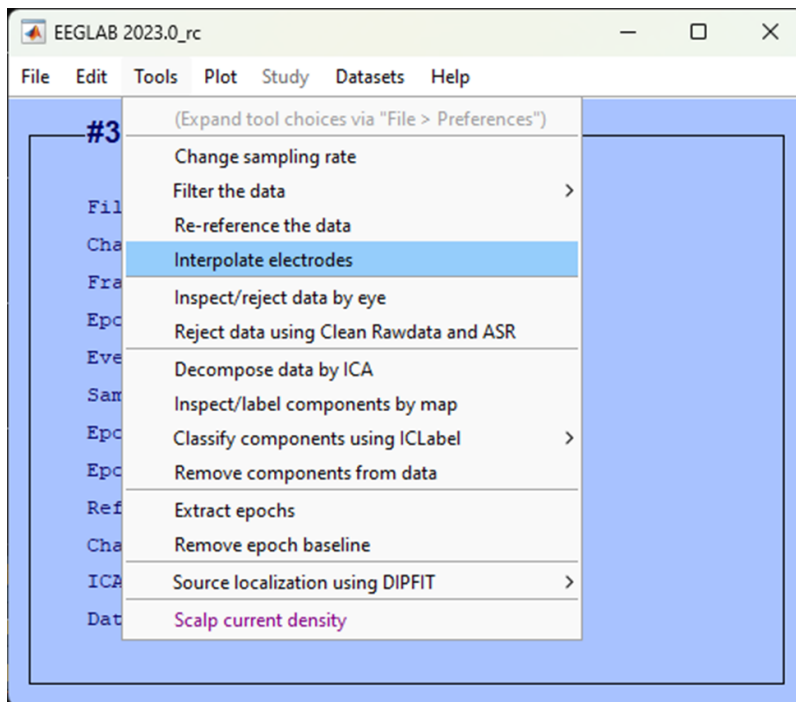 EEGLAB 2023.0_rc
File Edit Tools Plot Study Datasets Help
(Expand tool choices via "File > Preferences")
#3
Change sampling rate
Filter the data
Fil
Re-reference the data
Cha
Interpolate electrodes
Fra
Inspect/reject data by eye
Epo
Reject data using Clean Rawdata and ASR
Eve
Decompose data by ICA
Sam
Inspect/label components by map
Epo
Classify components using ICLabel
Epo
Remove components from data
Ref
Extract epochs
Cha
Remove epoch baseline
ICA
Source localization using DIPFIT
Dat
Scalp current density